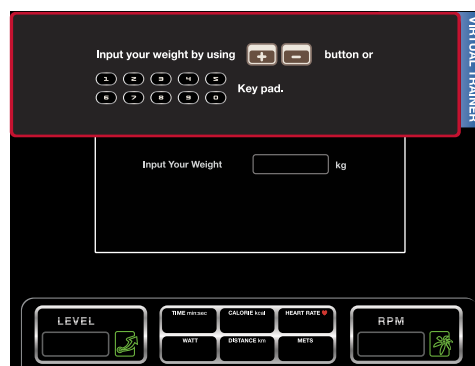 VIRTUAL TRAINER
Input your weight by using + - button or
1 2 3 4 5
6 7 8 9 0
Key pad.
Input Your Weight kg
LEVEL
TIME min:sec CALORIE kcal HEART RATE
WATT DISTANCE km METS
RPM